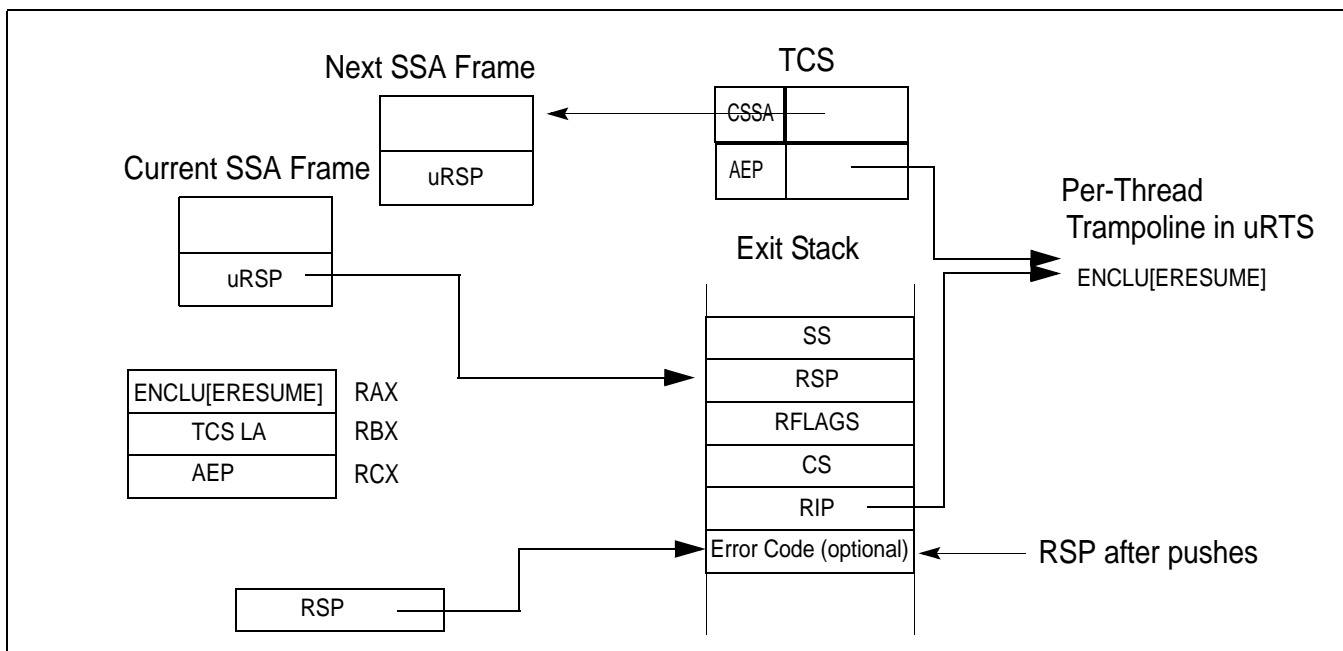 Next SSA Frame
TCS
CSSA
AEP
uRSP
Current SSA Frame
uRSP
Per-Thread
Trampoline in uRTS
ENCLU[ERESUME]
Exit Stack
SS
RSP
RFLAGS
CS
RIP
Error Code (optional)
RSP after pushes
ENCLU[ERESUME] RAX
TCS LA RBX
AEP RCX
RSP